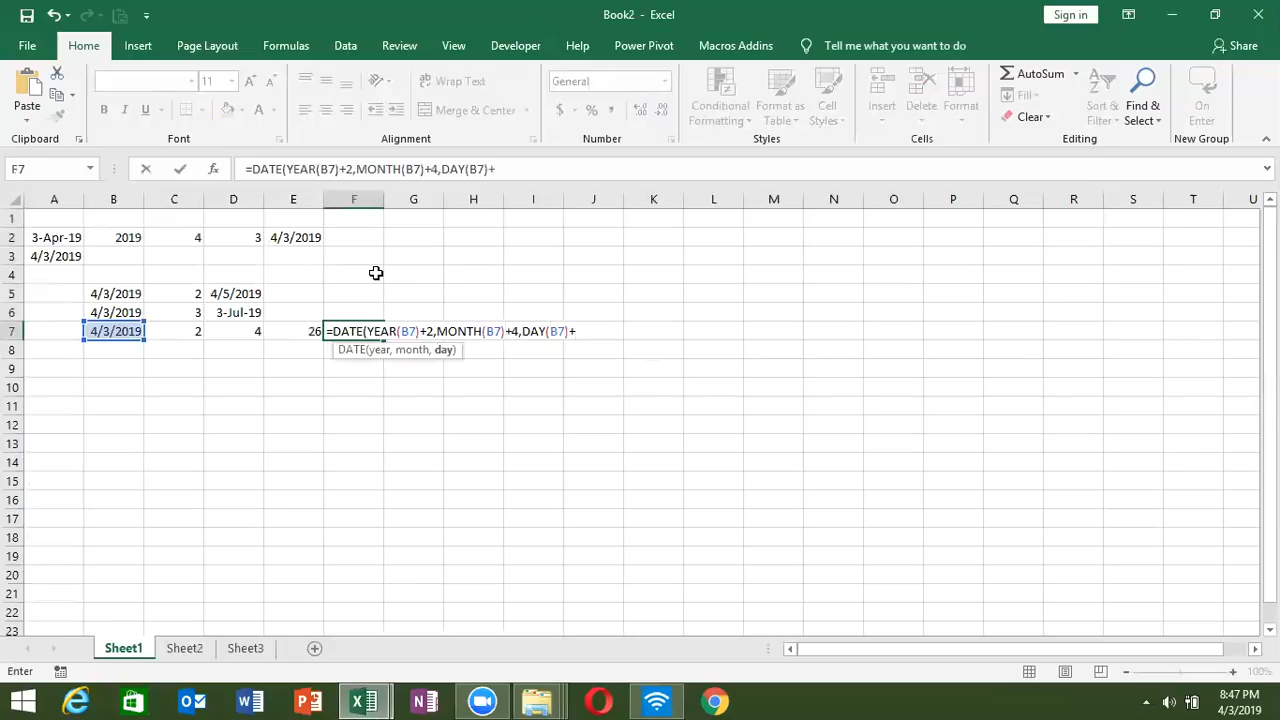 Book2 - Excel
Sign in
File Home Insert Page Layout Formulas Data Review View Developer Help Power Pivot Macros Addins Tell me what you want to do Share
Paste
11
A A
Wrap Text
General
Conditional Formatting
Format as Table
Cell Styles
Insert
Delete
Format
AutoSum
Fill
Clear
Sort & Filter
Find & Select
On Enter
B I U
Merge & Center
$ % ,
Clipboard Font Alignment Number Styles Cells Editing New Group
F7
fx
=DATE(YEAR(B7)+2,MONTH(B7)+4,DAY(B7)+
A B C D E F G H I J K L M N O P Q R S T U
1
2 3-Apr-19 2019 4 3 4/3/2019
3 4/3/2019
4
5 4/3/2019 2 4/5/2019
6 4/3/2019 3 3-Jul-19
7 4/3/2019 2 4 26 =DATE(YEAR(B7)+2,MONTH(B7)+4,DAY(B7)+
8 DATE(year, month, day)
9
10
11
12
13
14
15
16
17
18
19
20
21
22
23
Sheet1 Sheet2 Sheet3
Enter
100%
8:47 PM
4/3/2019